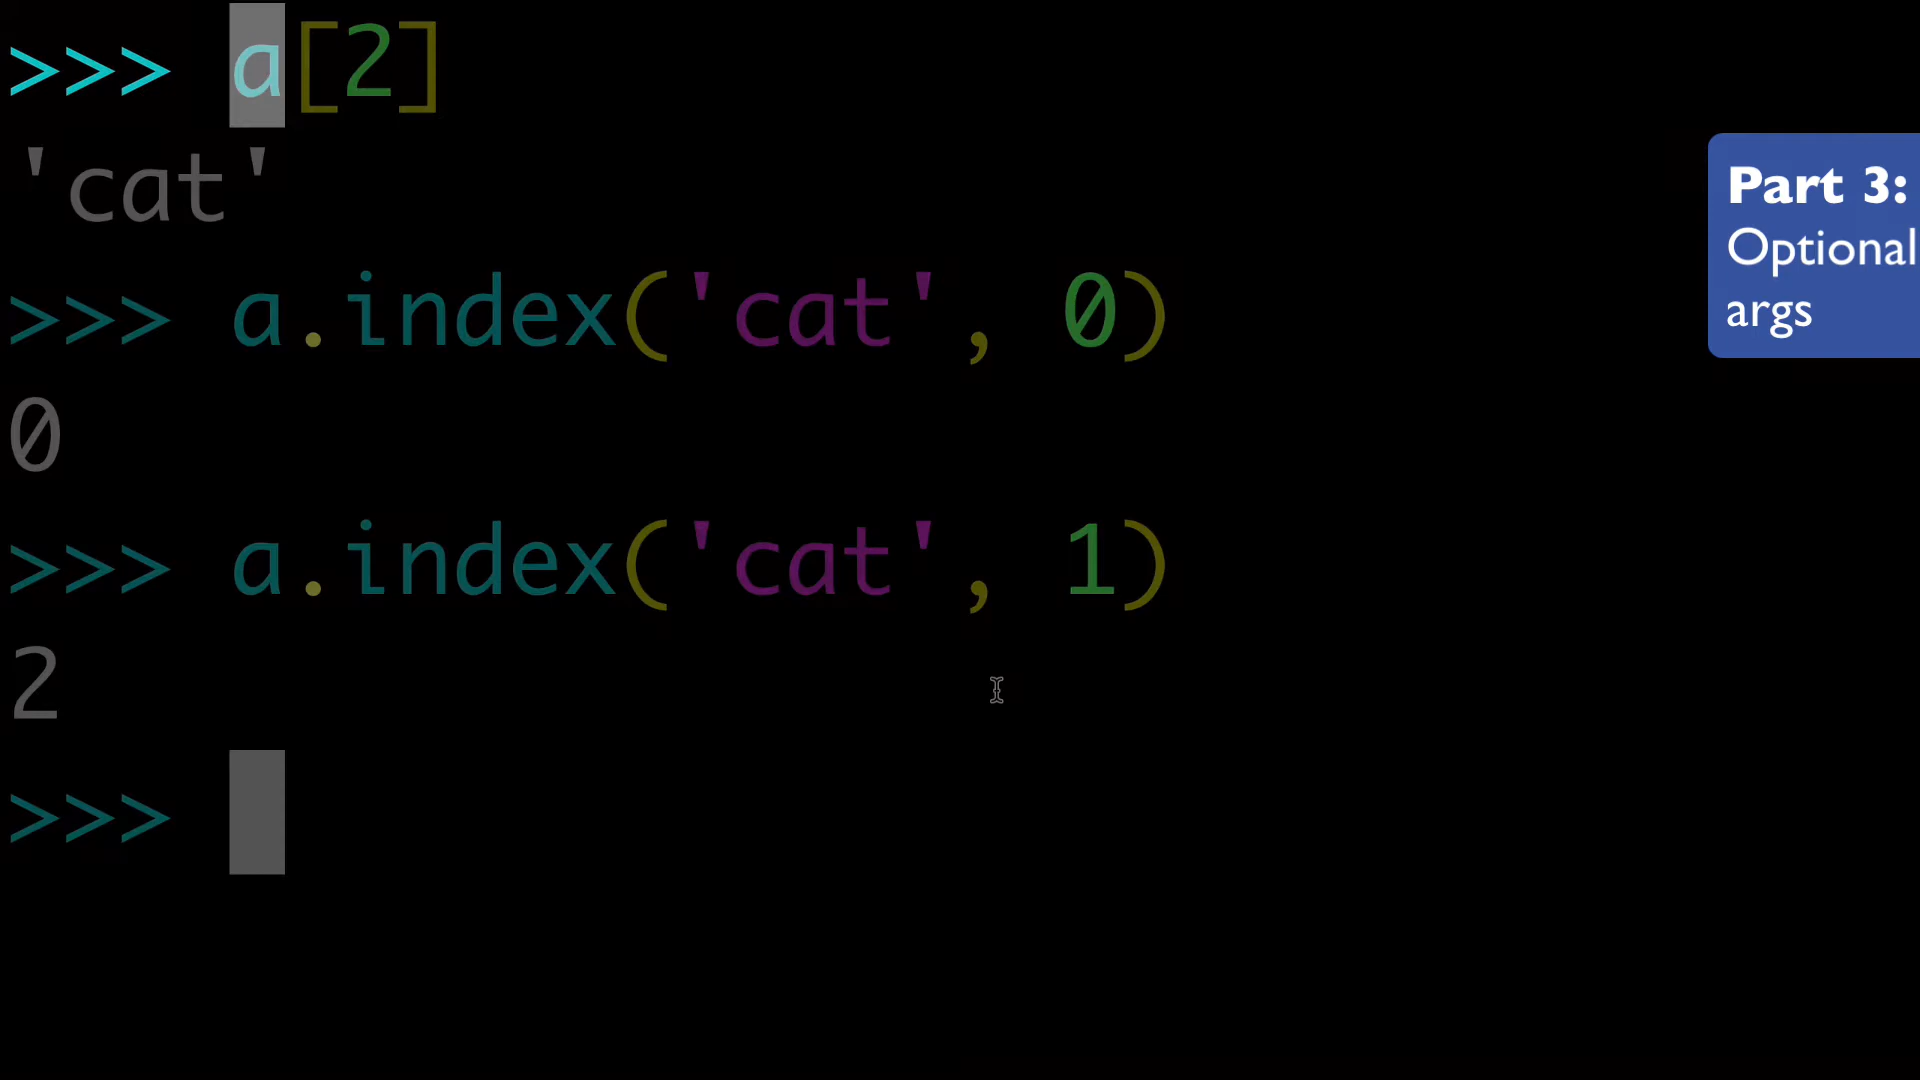 >>> a[2]
'cat'
>>> a.index('cat', 0)
0
>>> a.index('cat', 1)
2
>>>
Part 3:
Optional
args